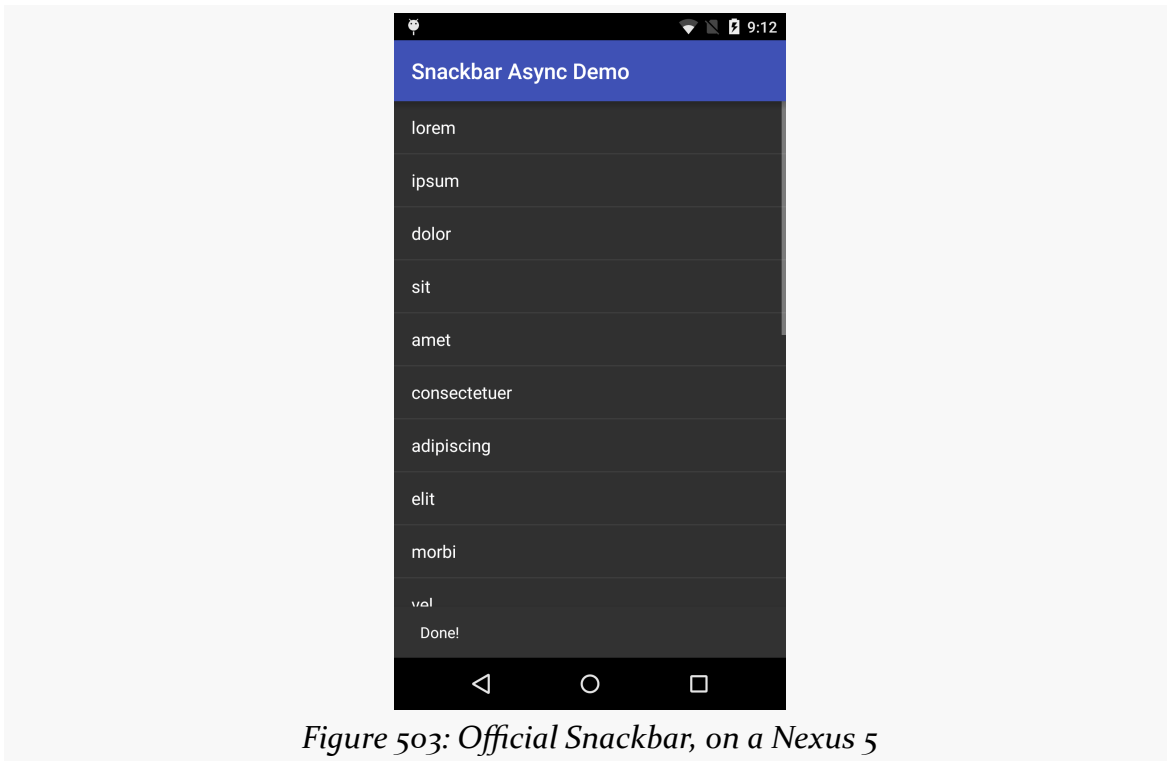 9:12
Snackbar Async Demo
lorem
ipsum
dolor
sit
amet
consectetuer
adipiscing
elit
morbi
vel
Done!
Figure 503: Official Snackbar, on a Nexus 5